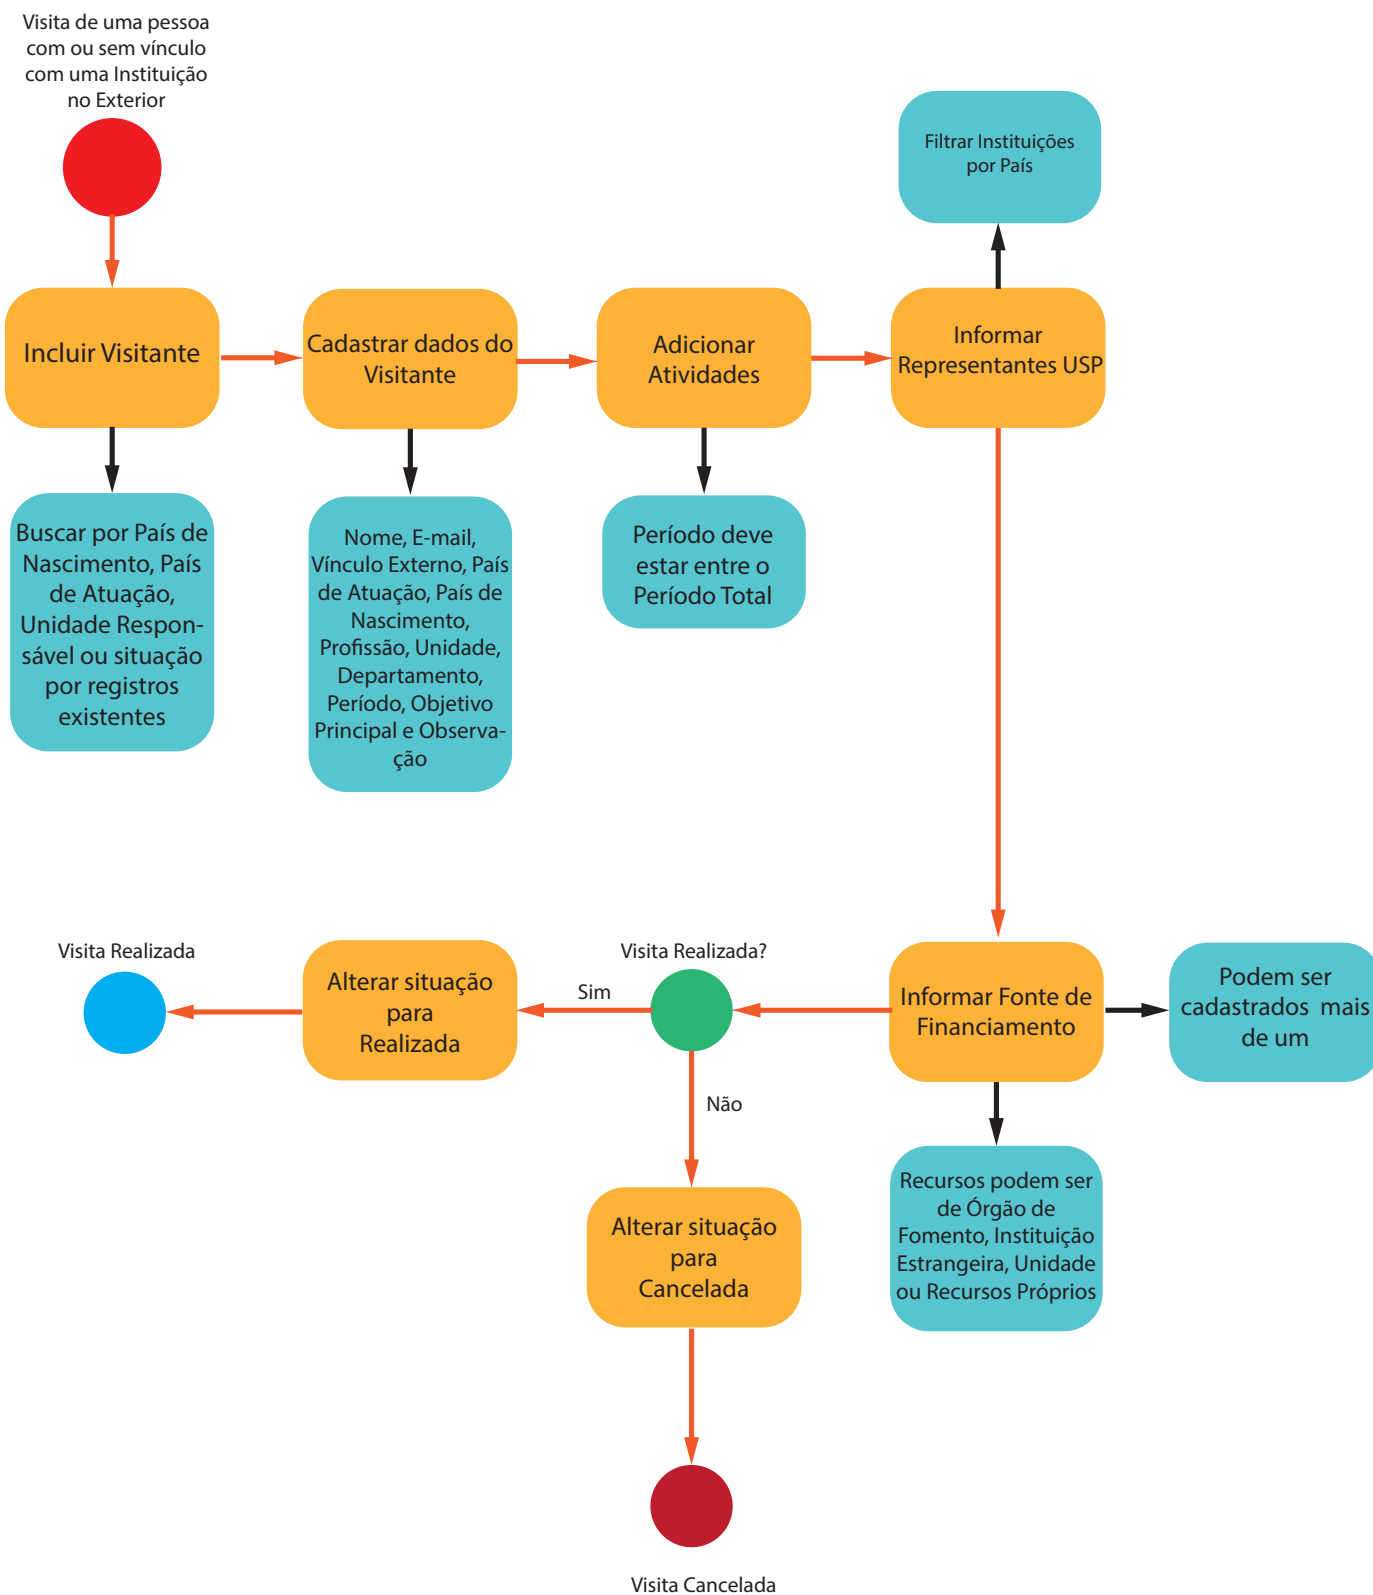 Visita de uma pessoa
com ou sem vínculo
com uma Instituição
no Exterior
Filtrar Instituições
por País
Incluir Visitante
Cadastrar dados do
Visitante
Adicionar
Atividades
Informar
Representantes USP
Buscar por País de
Nascimento, País
de Atuação,
Unidade Respon-
sável ou situação
por registros
existentes
Nome, E-mail,
Vínculo Externo, País
de Atuação, País de
Nascimento,
Profissão, Unidade,
Departamento,
Período, Objetivo
Principal e Observa-
ção
Período deve
estar entre o
Período Total
Visita Realizada
Alterar situação
para
Realizada
Sim
Visita Realizada?
Não
Informar Fonte de
Financiamento
Podem ser
cadastrados mais
de um
Alterar situação
para
Cancelada
Recursos podem ser
de Órgão de
Fomento, Instituição
Estrangeira, Unidade
ou Recursos Próprios
Visita Cancelada